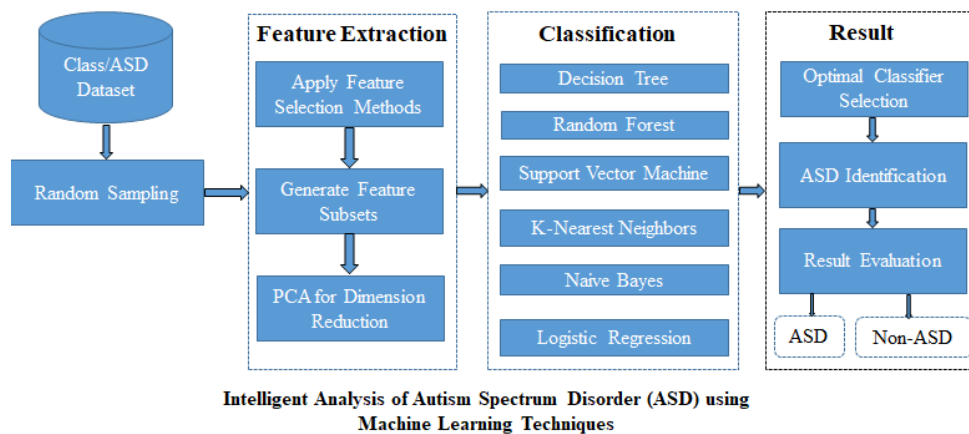 Class/ASD
Dataset
Random Sampling
Feature Extraction
Apply Feature
Selection Methods
Generate Feature
Subsets
PCA for Dimension
Reduction
Classification
Decision Tree
Random Forest
Support Vector Machine
K-Nearest Neighbors
Naive Bayes
Logistic Regression
Result
Optimal Classifier
Selection
ASD Identification
Result Evaluation
ASD
Non-ASD
Intelligent Analysis of Autism Spectrum Disorder (ASD) using
Machine Learning Techniques